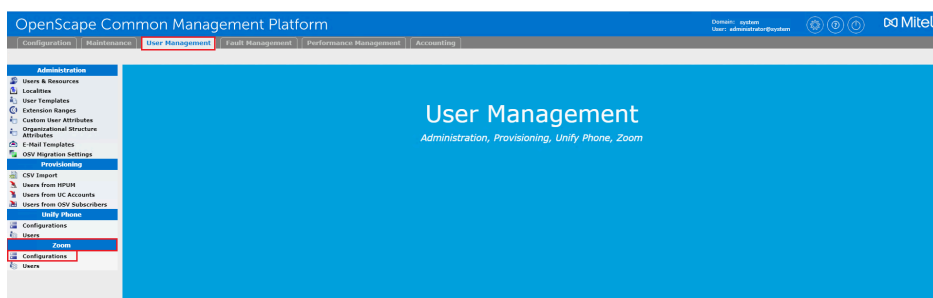 OpenScape Common Management Platform
Domain: system
User: administrator@system
Mitel
Configuration Maintenance User Management Fault Management Performance Management Accounting
Administration
Users & Resources
Localities
User Templates
Extension Ranges
Custom User Attributes
Organizational Structure
Attributes
E-Mail Templates
OSV Migration Settings
Provisioning
CSV Import
Users from HPUM
Users from UC Accounts
Users from OSV Subscribers
Unify Phone
Configurations
Users
Zoom
Configurations
Users
User Management
Administration, Provisioning, Unify Phone, Zoom